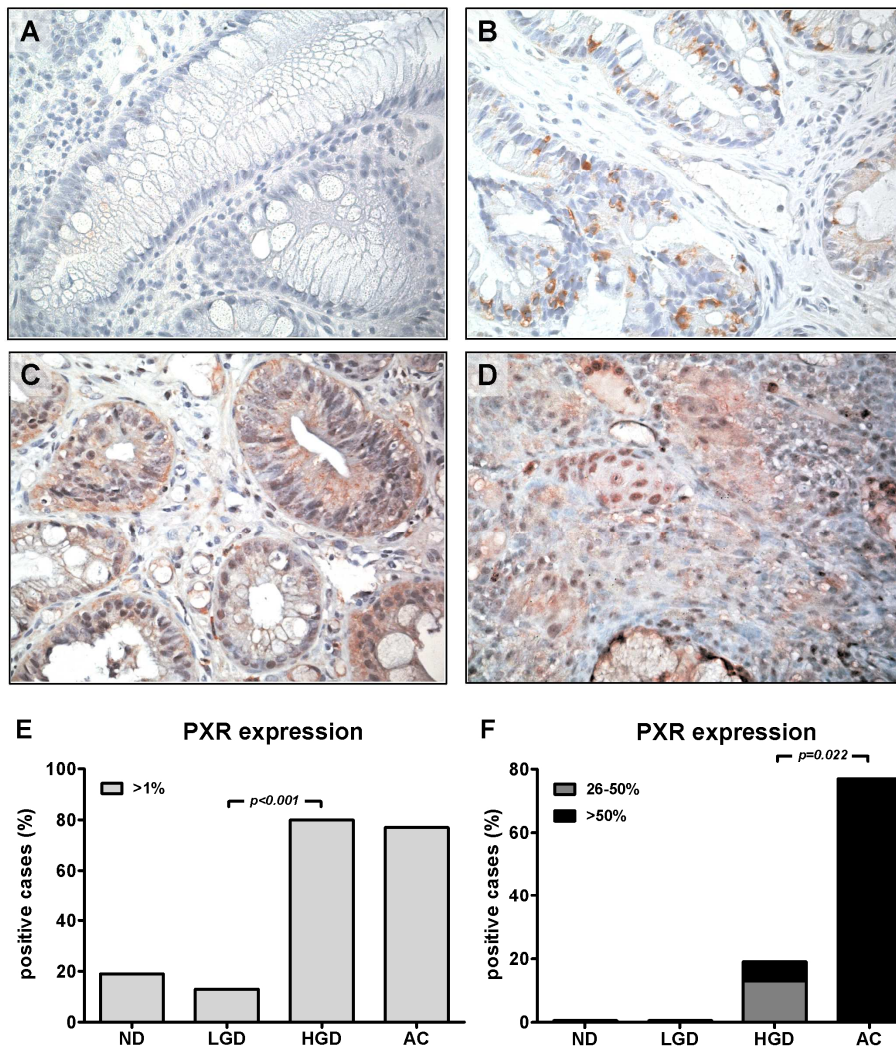 A
B
C
D
E
PXR expression
>1%
p<0.001
positive cases (%)
100
80
60
40
20
0
ND LGD HGD AC
F
PXR expression
p=0.022
26-50%
>50%
positive cases (%)
80
60
40
20
0
ND LGD HGD AC